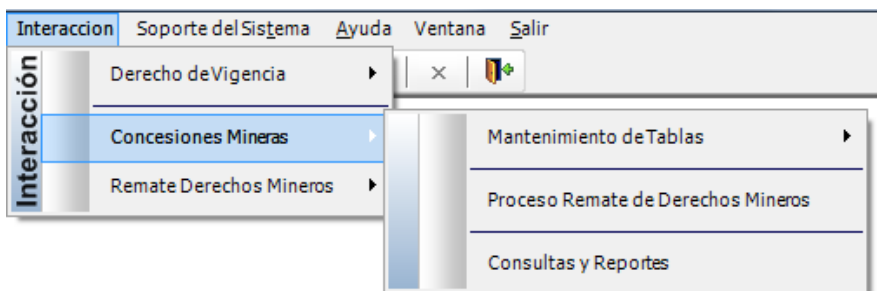 Interaccion Soporte del Sistema Ayuda Ventana Salir
Interacción
Derecho de Vigencia
Concesiones Mineras
Remate Derechos Mineros
Mantenimiento de Tablas
Proceso Remate de Derechos Mineros
Consultas y Reportes